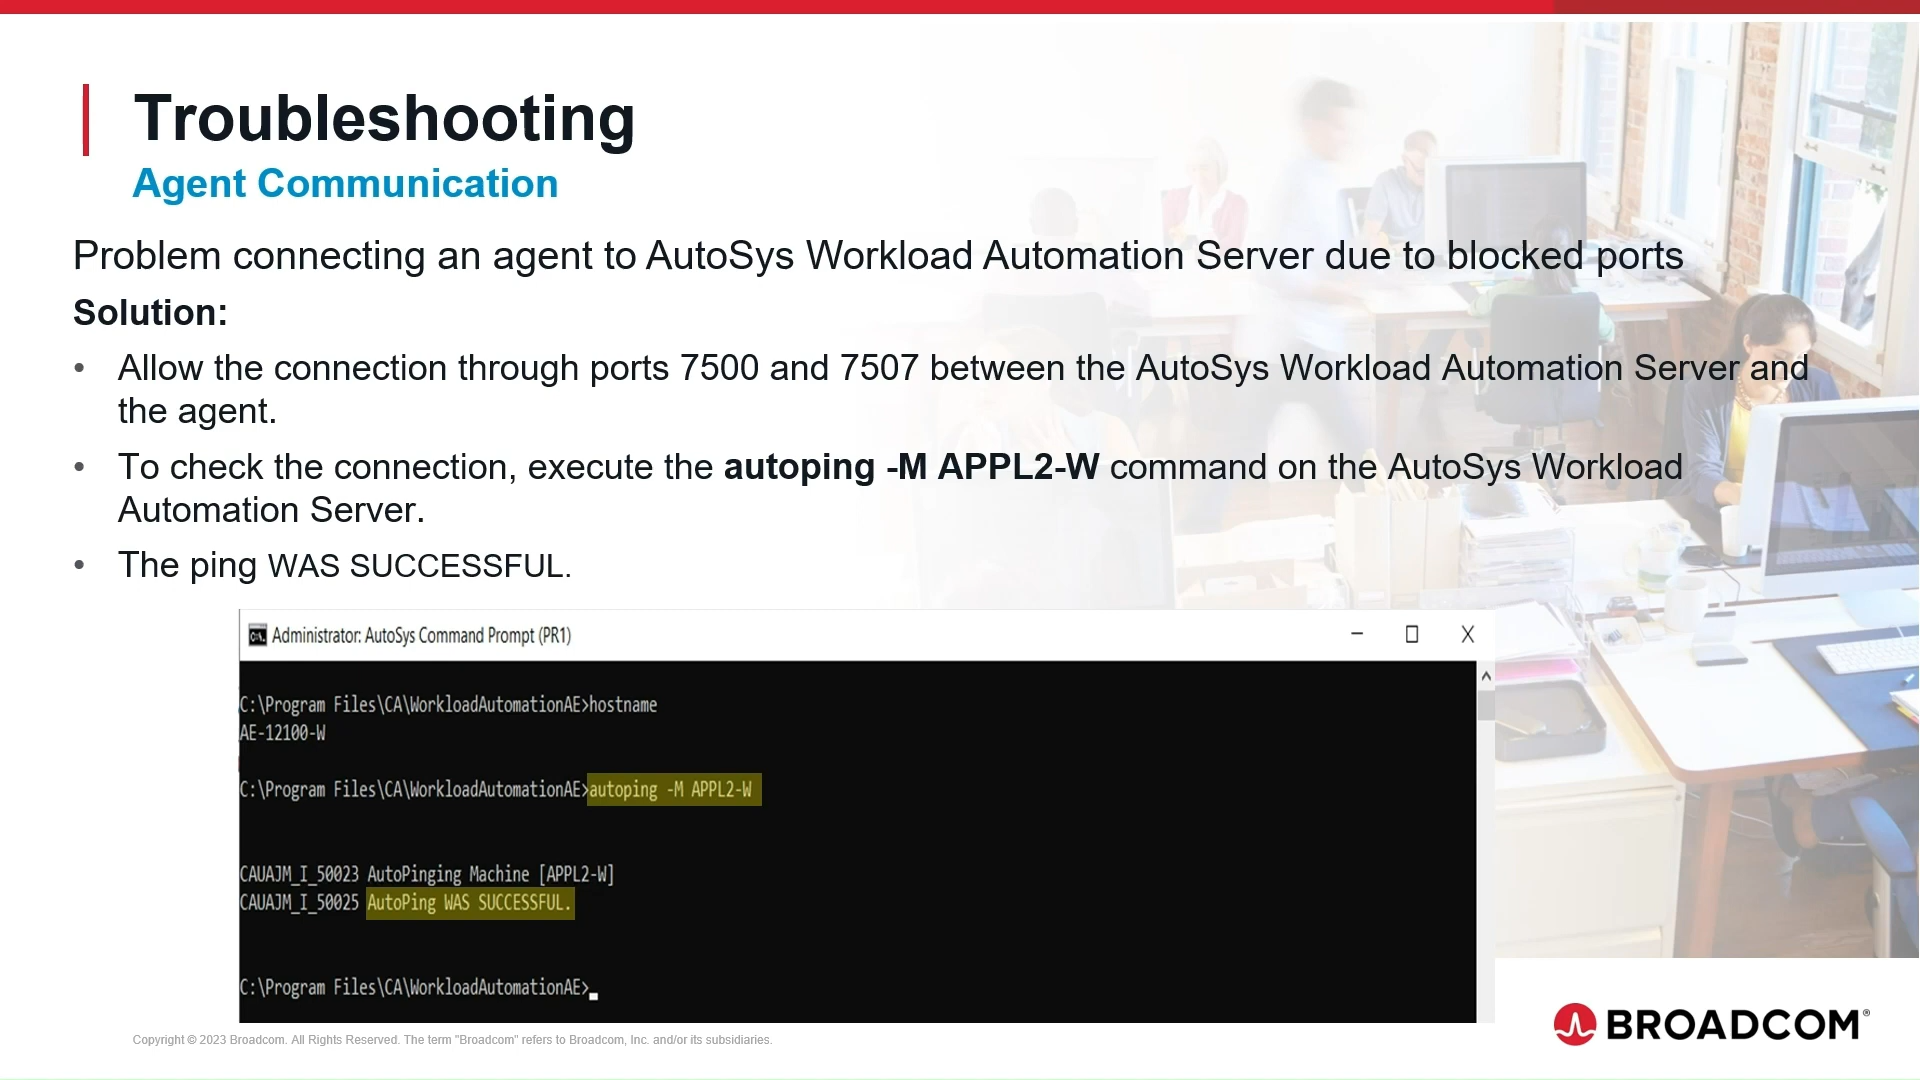 Troubleshooting
Agent Communication
Problem connecting an agent to AutoSys Workload Automation Server due to blocked ports
Solution:
• Allow the connection through ports 7500 and 7507 between the AutoSys Workload Automation Server and
the agent.
• To check the connection, execute the autoping -M APPL2-W command on the AutoSys Workload
Automation Server.
• The ping WAS SUCCESSFUL.
Administrator: AutoSys Command Prompt (PR1)
C:\Program Files\CA\WorkloadAutomationAE>hostname
AE-12100-W
C:\Program Files\CA\WorkloadAutomationAE>autoping -M APPL2-W
CAUAJM_I_50023 AutoPinging Machine [APPL2-W]
CAUAJM_I_50025 AutoPing WAS SUCCESSFUL.
C:\Program Files\CA\WorkloadAutomationAE>
Copyright © 2023 Broadcom. All Rights Reserved. The term "Broadcom" refers to Broadcom, Inc. and/or its subsidiaries.
BROADCOM®